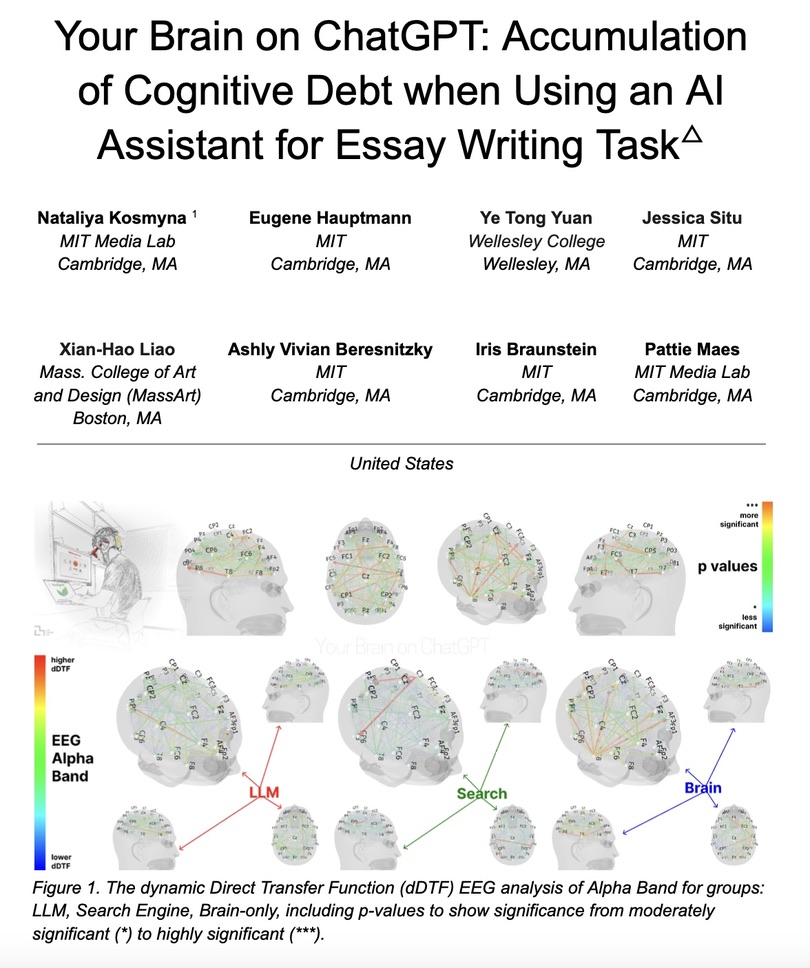 Your Brain on ChatGPT: Accumulation
of Cognitive Debt when Using an AI
Assistant for Essay Writing Task△
Nataliya Kosmyna ¹
MIT Media Lab
Cambridge, MA
Eugene Hauptmann
MIT
Cambridge, MA
Ye Tong Yuan
Wellesley College
Wellesley, MA
Jessica Situ
MIT
Cambridge, MA
Xian-Hao Liao
Mass. College of Art
and Design (MassArt)
Boston, MA
Ashly Vivian Beresnitzky
MIT
Cambridge, MA
Iris Braunstein
MIT
Cambridge, MA
Pattie Maes
MIT Media Lab
Cambridge, MA
United States
***
more
significant
p values
*
less
significant
Your Brain on ChatGPT
higher
dDTF
EEG
Alpha
Band
lower
dDTF
LLM
Search
Brain
Figure 1. The dynamic Direct Transfer Function (dDTF) EEG analysis of Alpha Band for groups:
LLM, Search Engine, Brain-only, including p-values to show significance from moderately
significant (*) to highly significant (***).